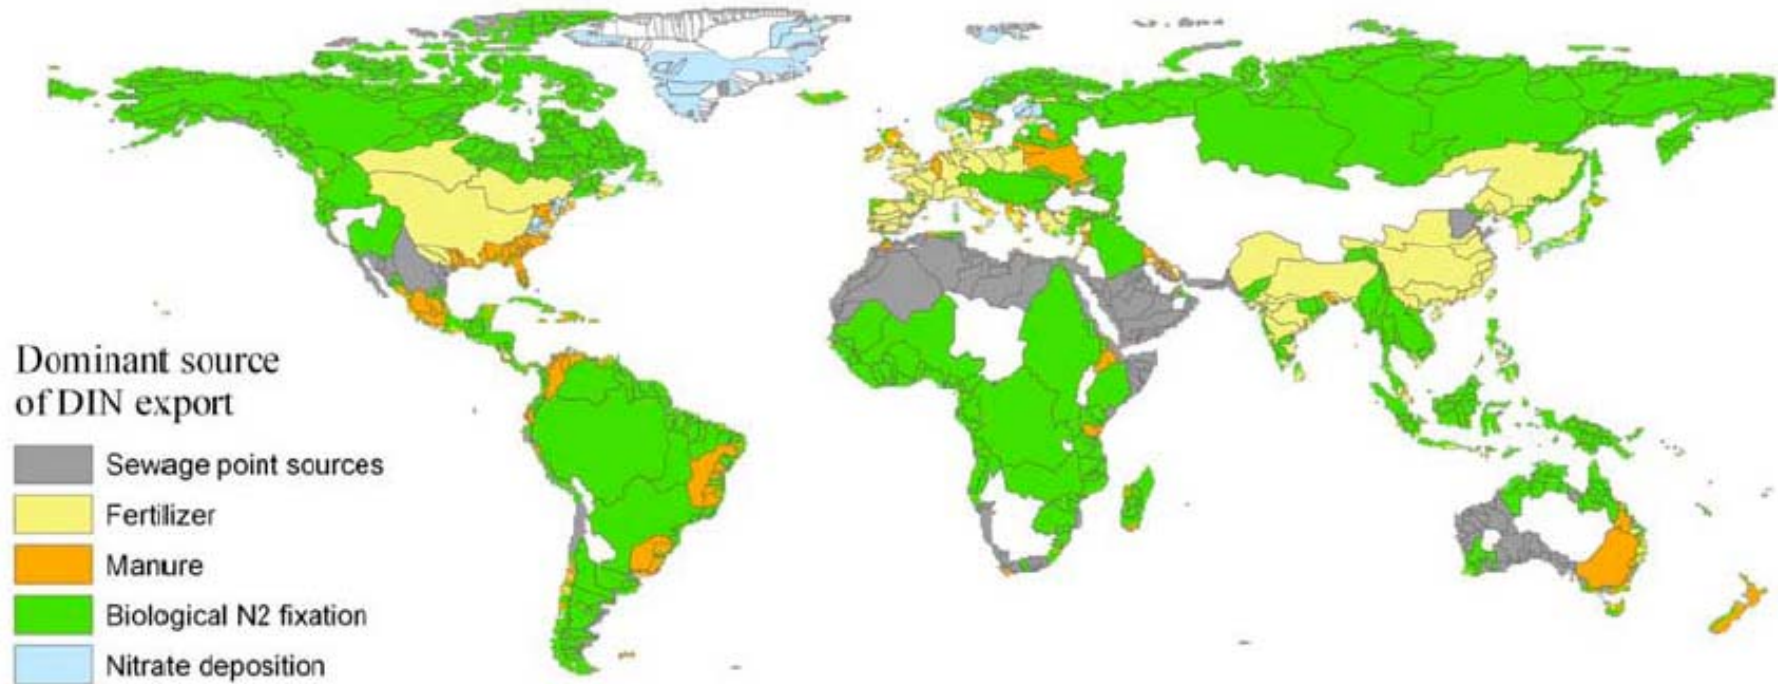 Dominant source
of DIN export
Sewage point sources
Fertilizer
Manure
Biological N2 fixation
Nitrate deposition